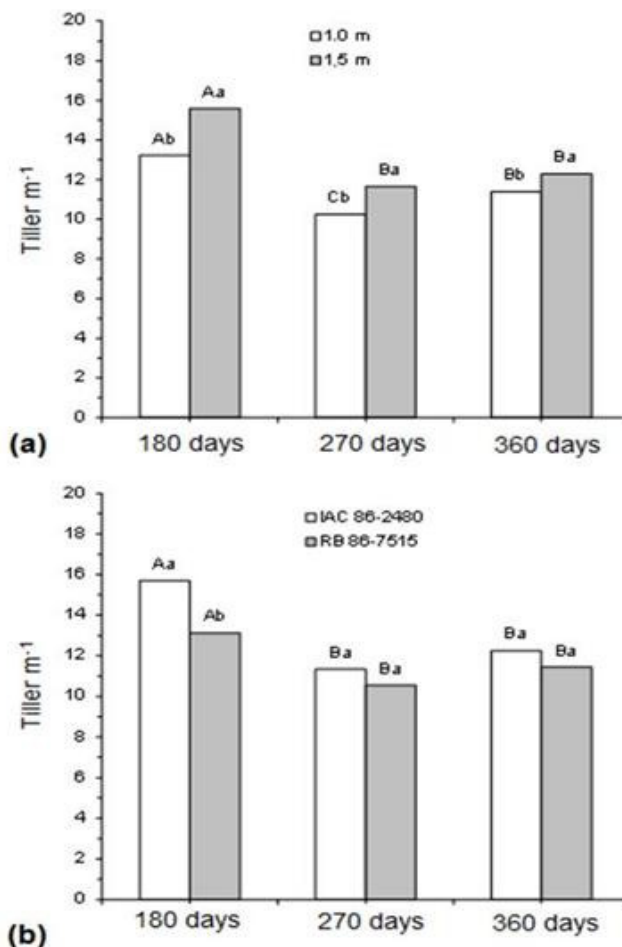 20
18
16
14
12
10
8
6
4
2
0
Tiller m-1
1.0 m
1,5 m
Ab
Aa
Cb
Ba
Bb
Ba
(a)
180 days
270 days
360 days
20
18
16
14
12
10
8
6
4
2
0
Tiller m-1
IAC 86-2480
RB 86-7515
Aa
Ab
Ba
Ba
Ba
Ba
(b)
180 days
270 days
360 days